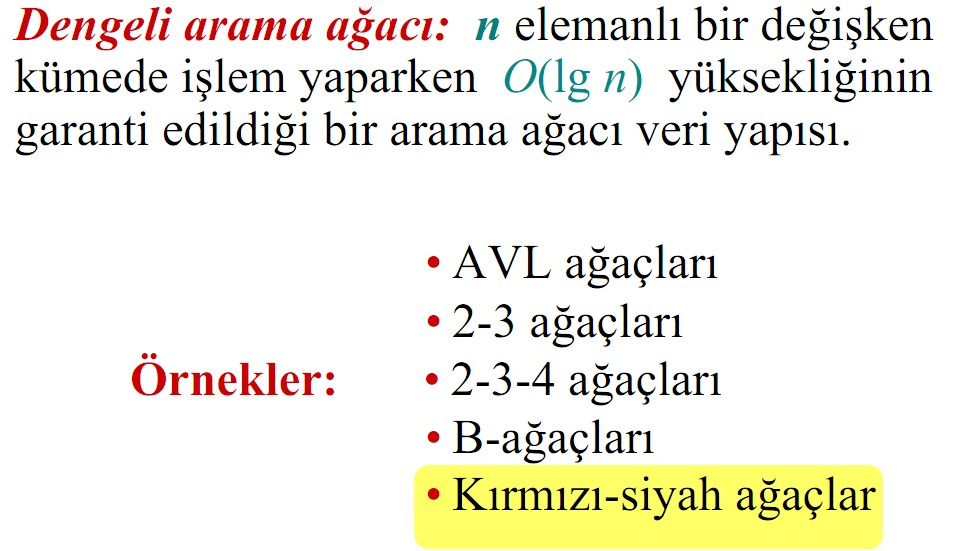 Dengeli arama ağacı: n elemanlı bir değişken
kümede işlem yaparken O(lg n) yüksekliğinin
garanti edildiği bir arama ağacı veri yapısı.
Örnekler:
• AVL ağaçları
• 2-3 ağaçları
• 2-3-4 ağaçları
• B-ağaçları
• Kırmızı-siyah ağaçlar